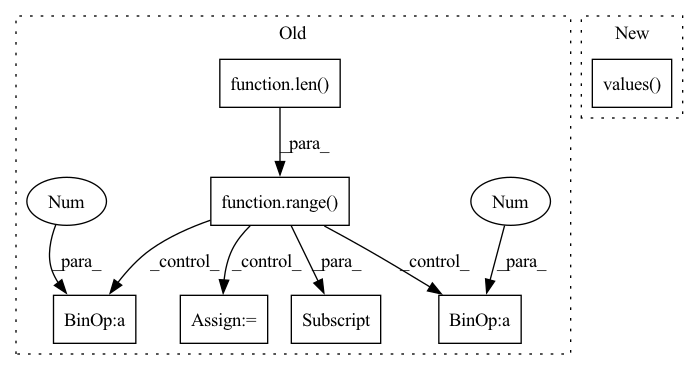 Old
New
function.len()
values()
_para_
Num
function.range()
Num
_para_
_control_
_control_
_para_
_control_
_para_
BinOp:a
Assign:=
Subscript
BinOp:a